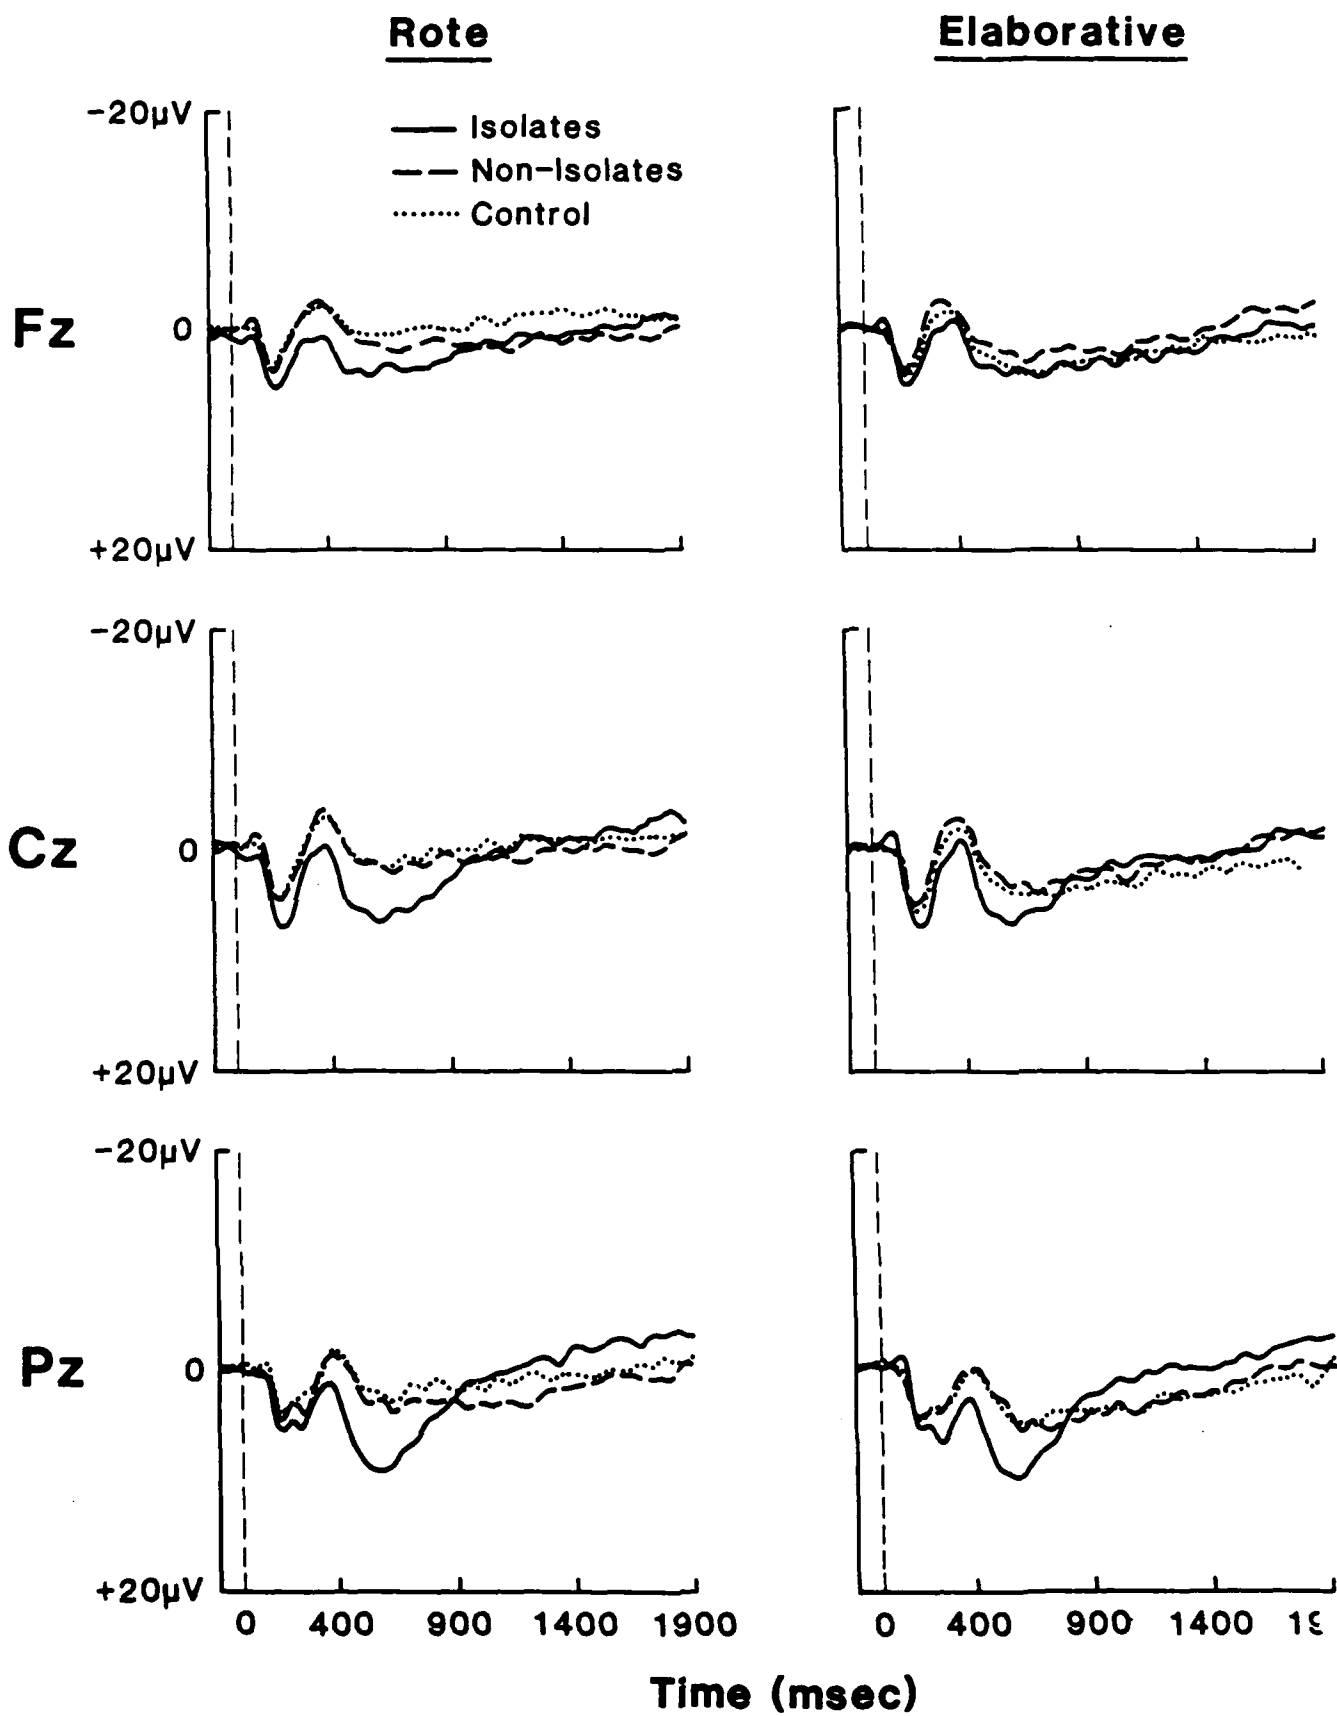 Rote Elaborative
-20μV
Isolates
Non-Isolates
Control
Fz 0
+20μV
-20μV
Cz 0
+20μV
-20μV
Pz 0
+20μV
0 400 900 1400 1900 0 400 900 1400
Time (msec)